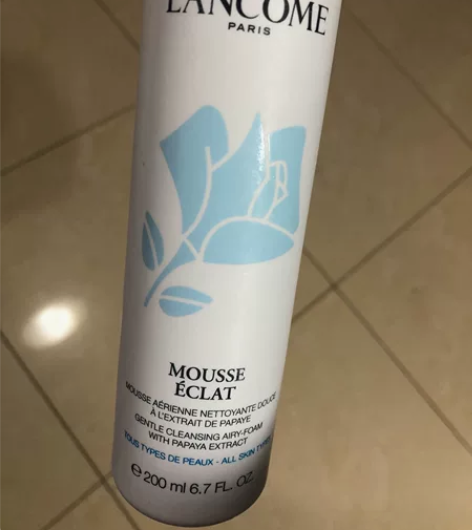 LANCÔME
PARIS
MOUSSE
ÉCLAT
MOUSSE AÉRIENNE NETTOYANTE DOUCE
À L'EXTRAIT DE PAPAYE
GENTLE CLEANSING AIRY-FOAM
WITH PAPAYA EXTRACT
TOUS TYPES DE PEAUX - ALL SKIN TYPES
℮ 200 ml 6.7 FL. OZ.